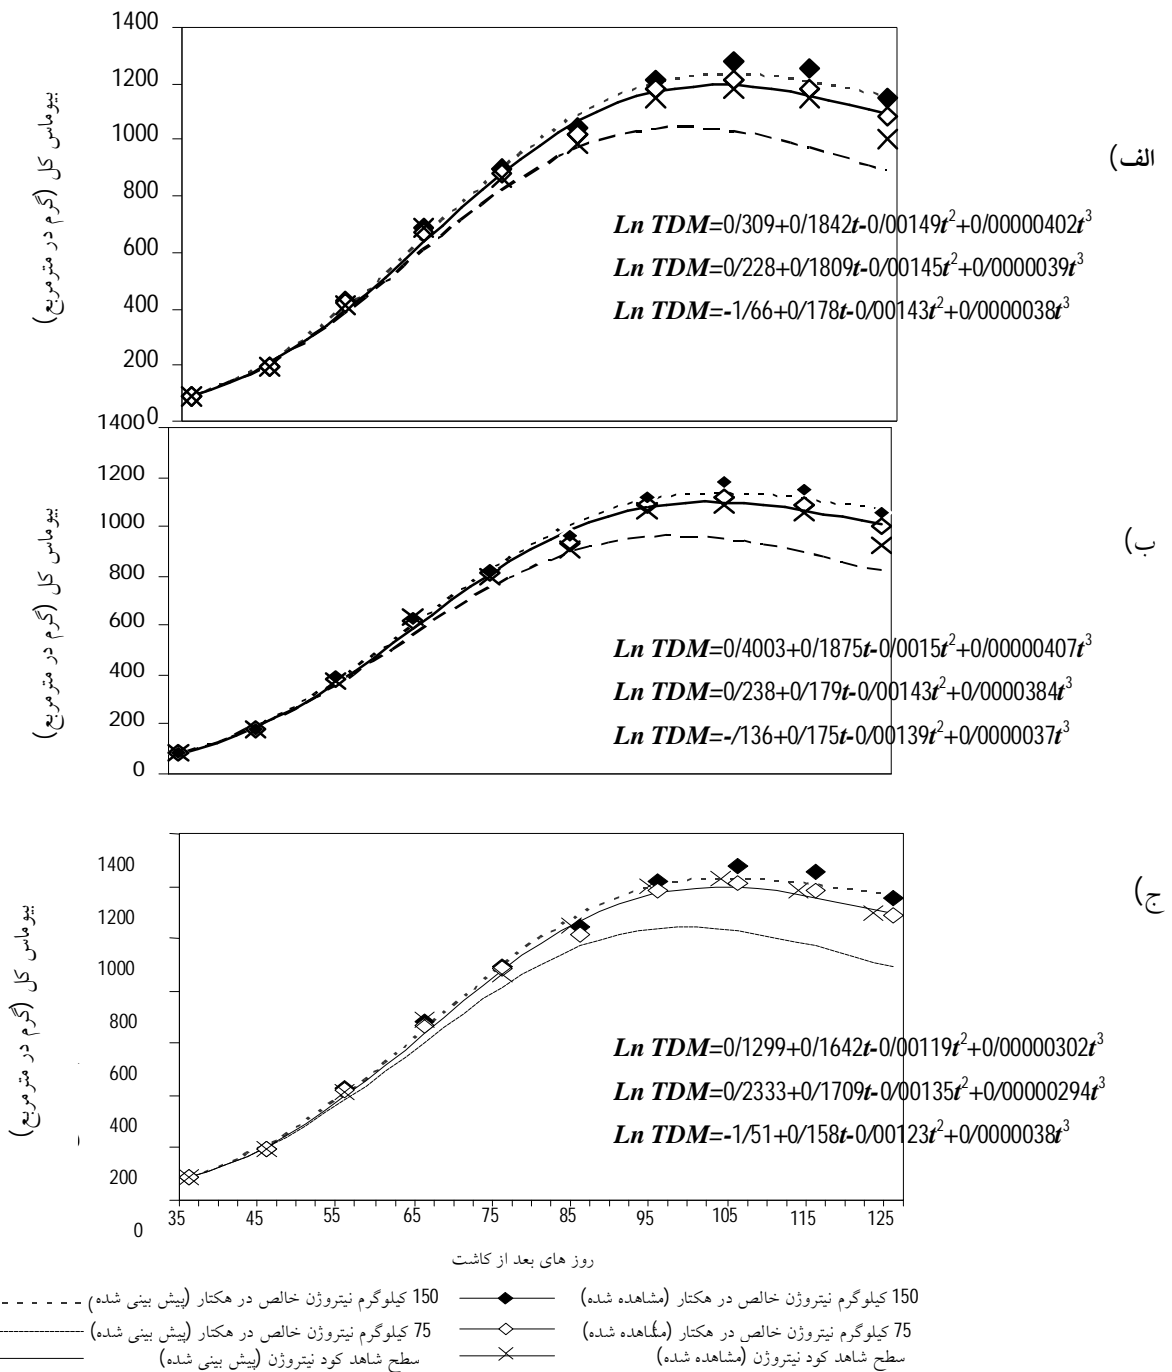 1400
1200
1000
800
600
400
200
0
بیوماس کل (گرم در مترمربع)
الف)
Ln TDM=0/309+0/1842t-0/00149t²+0/00000402t³
Ln TDM=0/228+0/1809t-0/00145t²+0/0000039t³
Ln TDM=-1/66+0/178t-0/00143t²+0/0000038t³
1400
1200
1000
800
600
400
200
0
بیوماس کل (گرم در مترمربع)
ب)
Ln TDM=0/4003+0/1875t-0/0015t²+0/00000407t³
Ln TDM=0/238+0/179t-0/00143t²+0/0000384t³
Ln TDM=-/136+0/175t-0/00139t²+0/0000037t³
1400
1200
1000
800
600
400
200
0
بیوماس کل (گرم در مترمربع)
ج)
Ln TDM=0/1299+0/1642t-0/00119t²+0/00000302t³
Ln TDM=0/2333+0/1709t-0/00135t²+0/00000294t³
Ln TDM=-1/51+0/158t-0/00123t²+0/0000038t³
35 45 55 65 75 85 95 105 115 125
روز های بعد از کاشت
150 کیلوگرم نیتروژن خالص در هکتار (مشاهده شده) 150 کیلوگرم نیتروژن خالص در هکتار (پیش بینی شده)
75 کیلوگرم نیتروژن خالص در هکتار (مشاهده شده) 75 کیلوگرم نیتروژن خالص در هکتار (پیش بینی شده)
سطح شاهد کود نیتروژن (مشاهده شده) سطح شاهد کود نیتروژن (پیش بینی شده)